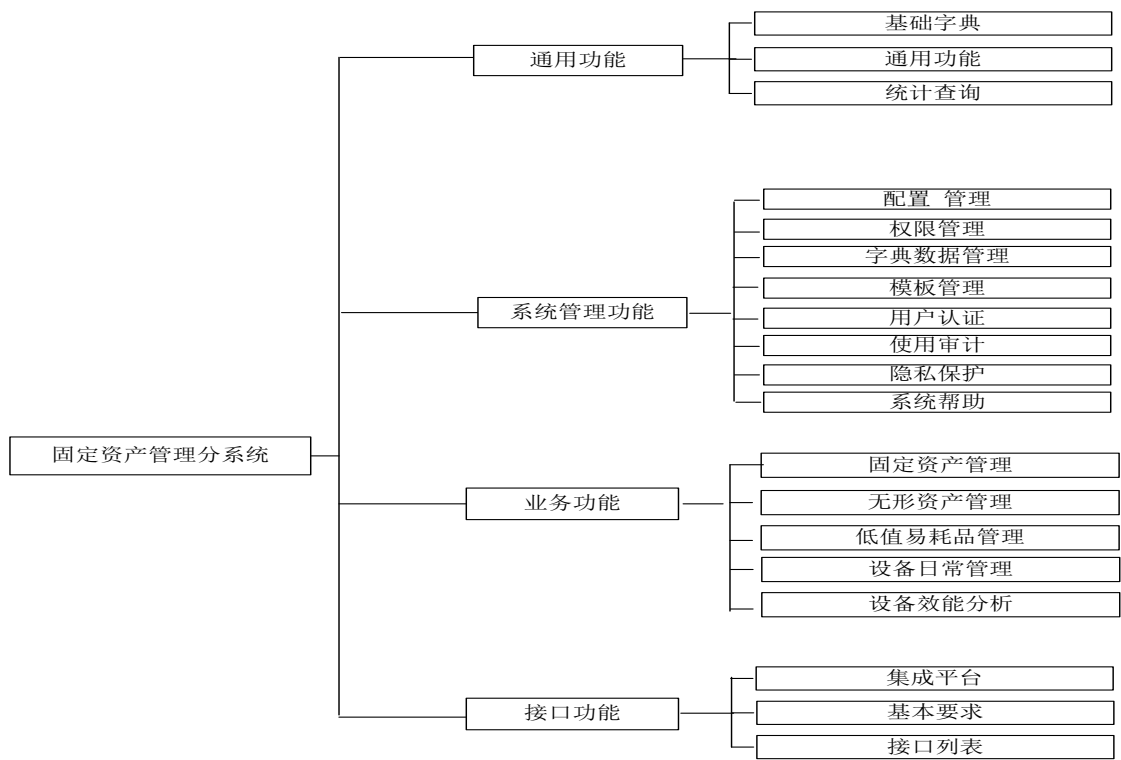 固定资产管理分系统
通用功能
基础字典
通用功能
统计查询
系统管理功能
配置 管理
权限管理
字典数据管理
模板管理
用户认证
使用审计
隐私保护
系统帮助
业务功能
固定资产管理
无形资产管理
低值易耗品管理
设备日常管理
设备效能分析
接口功能
集成平台
基本要求
接口列表